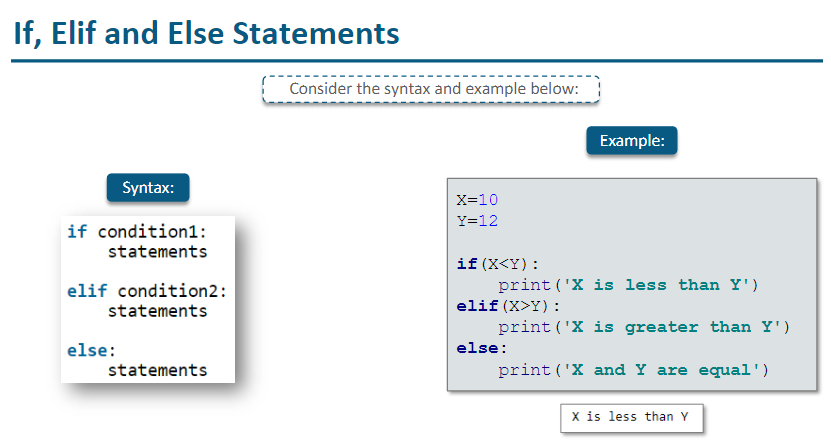 If, Elif and Else Statements
Consider the syntax and example below:
Syntax:
if condition1:
    statements
elif condition2:
    statements
else:
    statements
Example:
X=10
Y=12
if(X<Y):
    print('X is less than Y')
elif(X>Y):
    print('X is greater than Y')
else:
    print('X and Y are equal')
X is less than Y